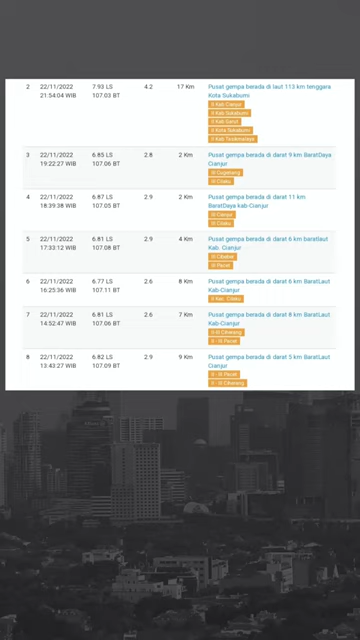 2 22/11/2022 7.93 LS 4.2 17 Km Pusat gempa berada di laut 113 km tenggara
21:54:04 WIB 107.03 BT Kota Sukabumi
II Kab Cianjur
II Kab Sukabumi
II Kab Garut
II Kota Sukabumi
II Kab Tasikmalaya
3 22/11/2022 6.85 LS 2.8 2 Km Pusat gempa berada di darat 9 km BaratDaya
19:22:27 WIB 107.06 BT Cianjur
III Cugenang
III Cilaku
4 22/11/2022 6.87 LS 2.9 2 Km Pusat gempa berada di darat 11 km
18:39:38 WIB 107.05 BT BaratDaya kab-Cianjur
III Cianjur
III Cilaku
5 22/11/2022 6.81 LS 2.9 4 Km Pusat gempa berada di darat 6 km baratlaut
17:33:12 WIB 107.08 BT Kab. Cianjur
III Cibeber
III Pacet
6 22/11/2022 6.77 LS 2.6 8 Km Pusat gempa berada di darat 6 km BaratLaut
16:25:36 WIB 107.11 BT Kab-Cianjur
II Kec. Cilaku
7 22/11/2022 6.81 LS 2.6 7 Km Pusat gempa berada di darat 8 km BaratLaut
14:52:47 WIB 107.06 BT Kab-Cianjur
II-III Cikerang
II - III Pacet
8 22/11/2022 6.82 LS 2.9 9 Km Pusat gempa berada di darat 5 km BaratLaut
13:43:27 WIB 107.09 BT Cianjur
II - III Pacet
II - III Cikerang